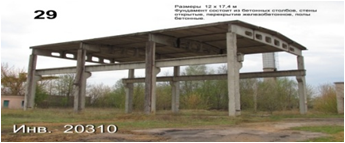 29
Размеры 12 х 17,4 м
Фундамент состоит из бетонных столбов, стены
открытые, перекрытие железобетонное, полы
бетонные.
Инв. 20310